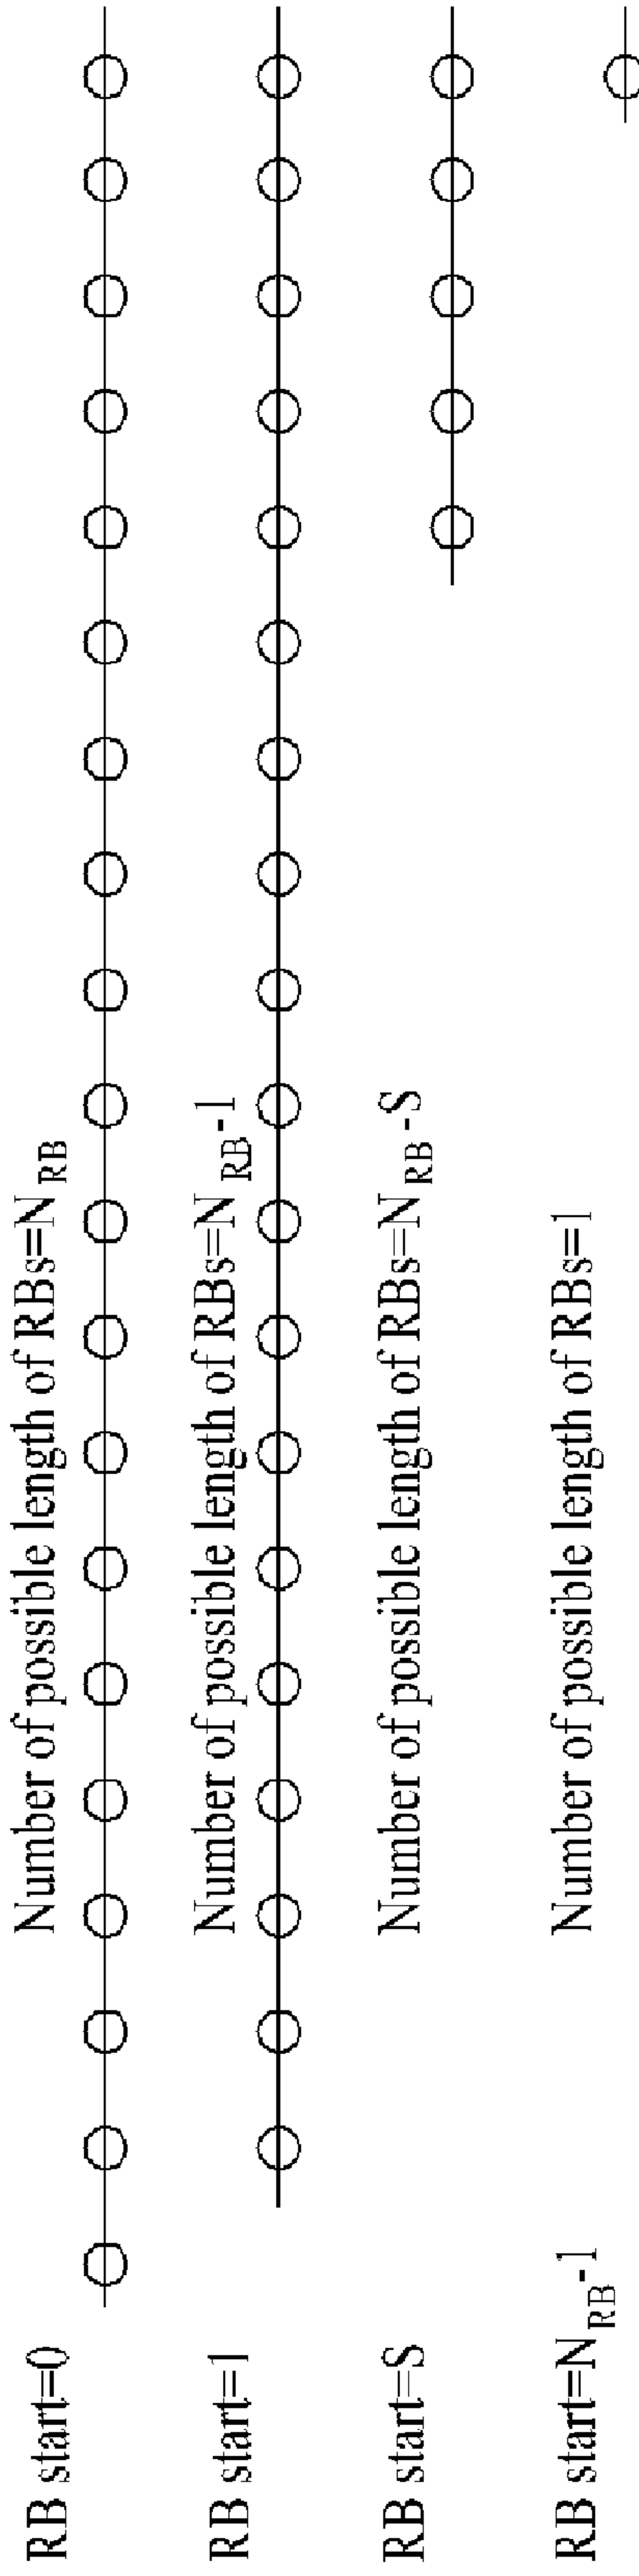 RB start=0 Number of possible length of RBs=N_RB
RB start=1 Number of possible length of RBs=N_RB-1
RB start=S Number of possible length of RBs=N_RB-S
RB start=N_RB-1 Number of possible length of RBs=1